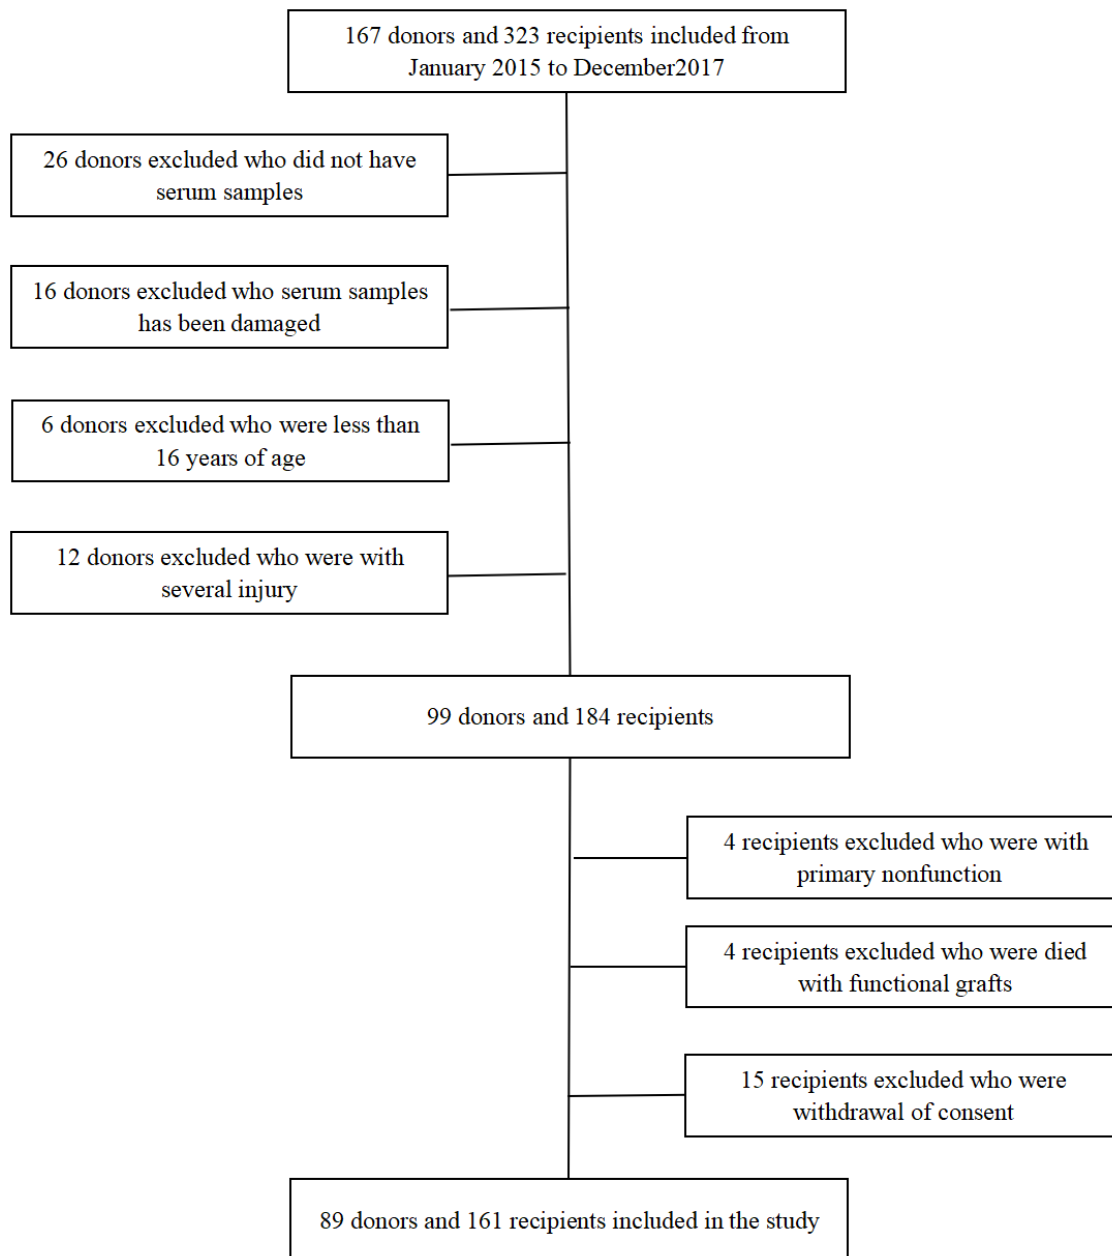 167 donors and 323 recipients included from
January 2015 to December2017
26 donors excluded who did not have
serum samples
16 donors excluded who serum samples
has been damaged
6 donors excluded who were less than
16 years of age
12 donors excluded who were with
several injury
99 donors and 184 recipients
4 recipients excluded who were with
primary nonfunction
4 recipients excluded who were died
with functional grafts
15 recipients excluded who were
withdrawal of consent
89 donors and 161 recipients included in the study